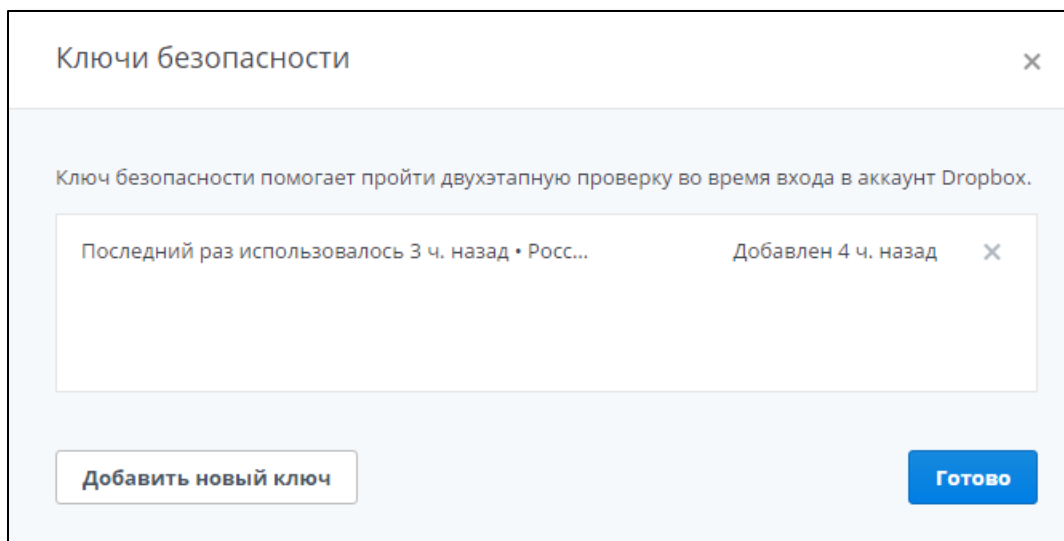 Ключи безопасности
Ключ безопасности помогает пройти двухэтапную проверку во время входа в аккаунт Dropbox.
Последний раз использовалось 3 ч. назад • Росс... Добавлен 4 ч. назад
Добавить новый ключ Готово